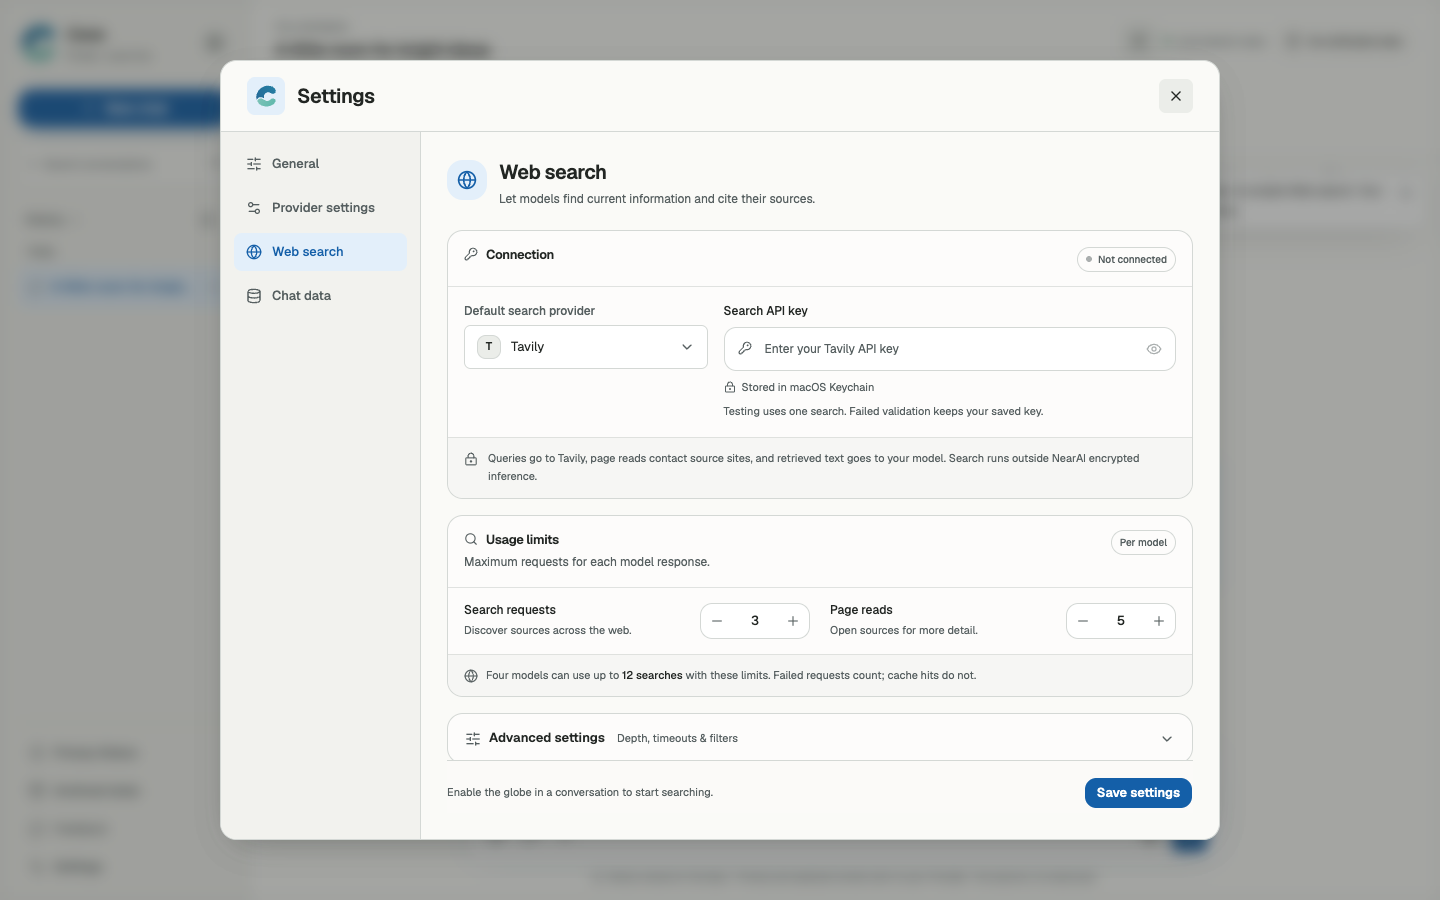 Settings
General
Provider settings
Web search
Chat data
Web search
Let models find current information and cite their sources.
Connection
Not connected
Default search provider
T Tavily
Search API key
Enter your Tavily API key
Stored in macOS Keychain
Testing uses one search. Failed validation keeps your saved key.
Queries go to Tavily, page reads contact source sites, and retrieved text goes to your model. Search runs outside NearAI encrypted
inference.
Usage limits
Per model
Maximum requests for each model response.
Search requests
Discover sources across the web.
3
Page reads
Open sources for more detail.
5
Four models can use up to 12 searches with these limits. Failed requests count; cache hits do not.
Advanced settings Depth, timeouts & filters
Enable the globe in a conversation to start searching.
Save settings